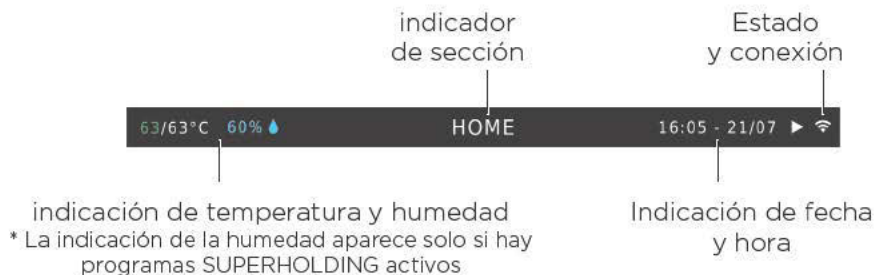 indicador
de sección
Estado
y conexión
63/63°C 60% HOME 16:05 - 21/07
indicación de temperatura y humedad
* La indicación de la humedad aparece solo si hay
programas SUPERHOLDING activos
Indicación de fecha
y hora